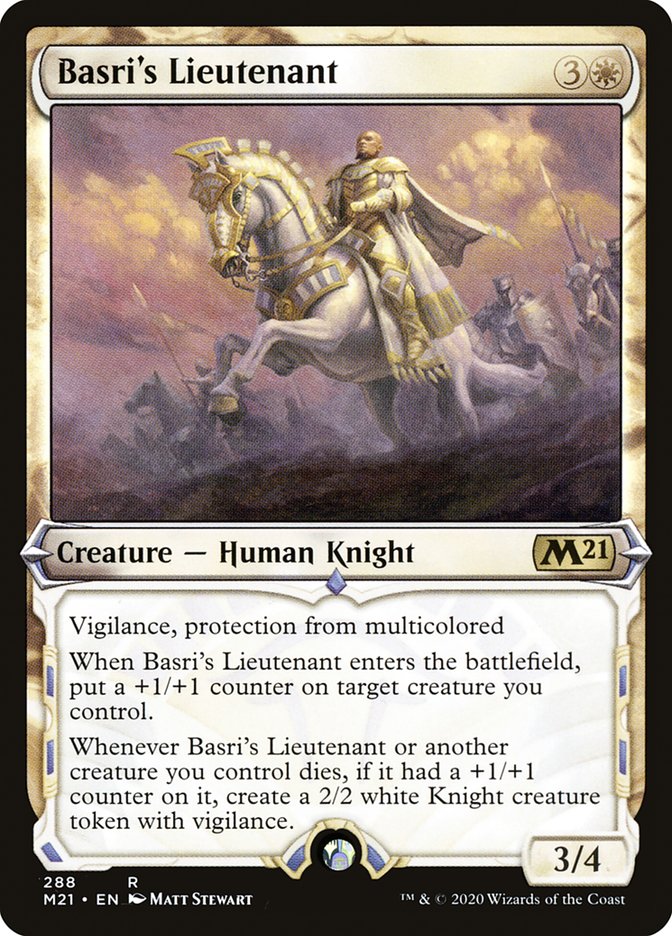 Basri's Lieutenant 3
Creature — Human Knight M21
Vigilance, protection from multicolored
When Basri's Lieutenant enters the battlefield,
put a +1/+1 counter on target creature you
control.
Whenever Basri's Lieutenant or another
creature you control dies, if it had a +1/+1
counter on it, create a 2/2 white Knight creature
token with vigilance.
3/4
288 R
M21 • EN Matt Stewart ™ & © 2020 Wizards of the Coast